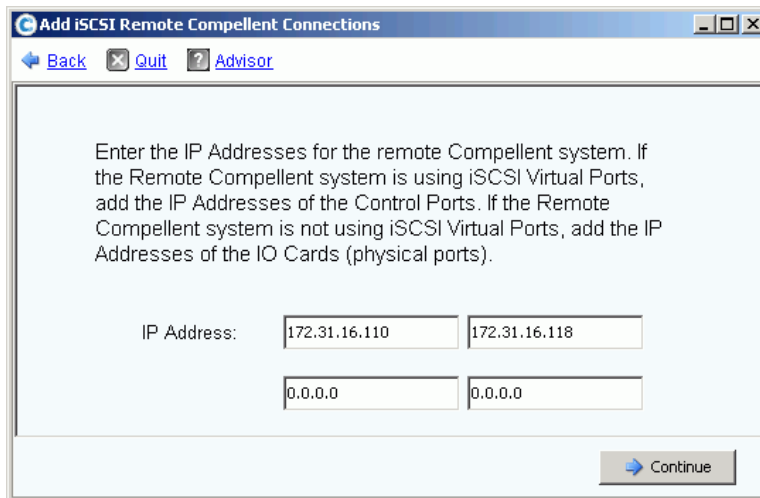 Add iSCSI Remote Compellent Connections
Back Quit Advisor
Enter the IP Addresses for the remote Compellent system. If
the Remote Compellent system is using iSCSI Virtual Ports,
add the IP Addresses of the Control Ports. If the Remote
Compellent system is not using iSCSI Virtual Ports, add the IP
Addresses of the IO Cards (physical ports).
IP Address: 172.31.16.110 172.31.16.118
0.0.0.0 0.0.0.0
Continue